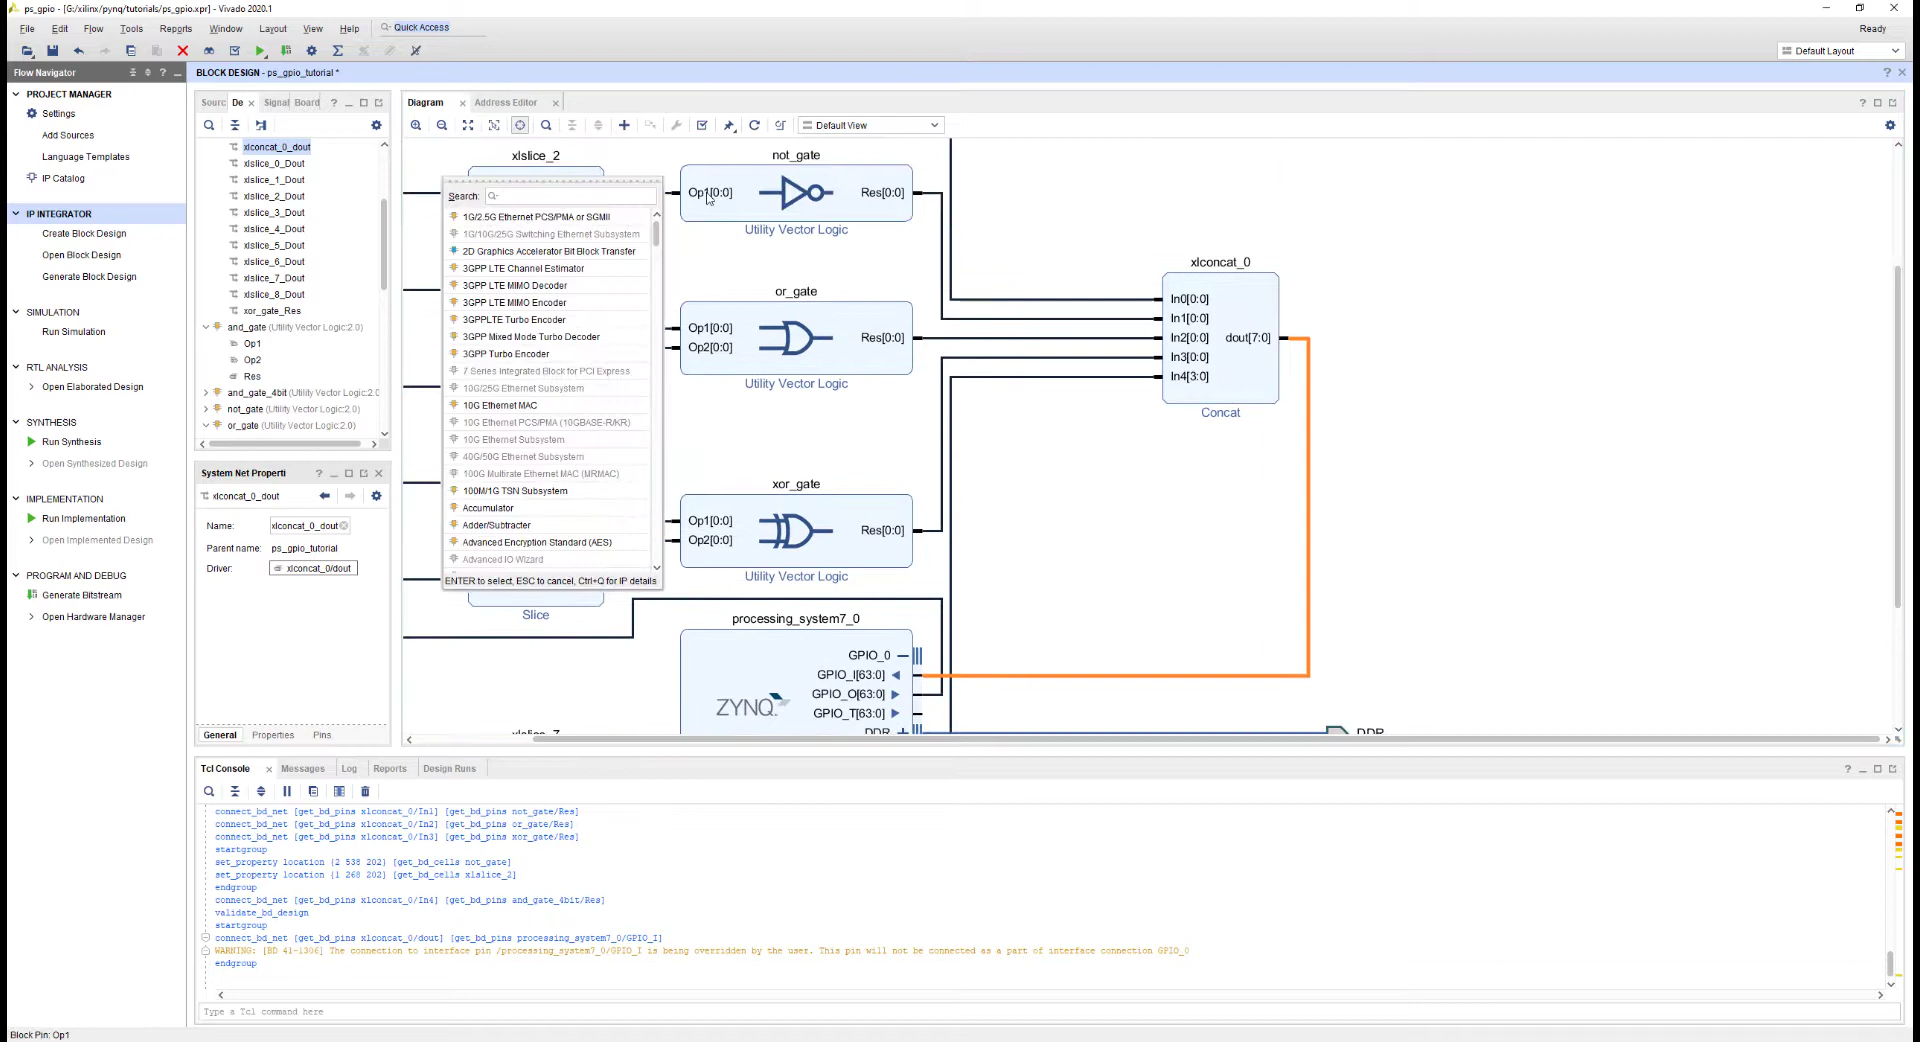 ps_gpio - [G:/xilinx/pynq/tutorials/ps_gpio.xpr] - Vivado 2020.1
File Edit Flow Tools Reports Window Layout View Help Quick Access
Ready
Default Layout
Flow Navigator
PROJECT MANAGER
Settings
Add Sources
Language Templates
IP Catalog
IP INTEGRATOR
Create Block Design
Open Block Design
Generate Block Design
SIMULATION
Run Simulation
RTL ANALYSIS
Open Elaborated Design
SYNTHESIS
Run Synthesis
Open Synthesized Design
IMPLEMENTATION
Run Implementation
Open Implemented Design
PROGRAM AND DEBUG
Generate Bitstream
Open Hardware Manager
BLOCK DESIGN - ps_gpio_tutorial *
Sourc De Signal Board
xlconcat_0_dout
xlslice_0_Dout
xlslice_1_Dout
xlslice_2_Dout
xlslice_3_Dout
xlslice_4_Dout
xlslice_5_Dout
xlslice_6_Dout
xlslice_7_Dout
xlslice_8_Dout
xor_gate_Res
and_gate (Utility Vector Logic:2.0)
Op1
Op2
Res
and_gate_4bit (Utility Vector Logic:2.0
not_gate (Utility Vector Logic:2.0)
or_gate (Utility Vector Logic:2.0)
System Net Properti
xlconcat_0_dout
Name: xlconcat_0_dout
Parent name: ps_gpio_tutorial
Driver: xlconcat_0/dout
General Properties Pins
Diagram Address Editor
Default View
xlslice_2
Search:
1G/2.5G Ethernet PCS/PMA or SGMII
1G/10G/25G Switching Ethernet Subsystem
2D Graphics Accelerator Bit Block Transfer
3GPP LTE Channel Estimator
3GPP LTE MIMO Decoder
3GPP LTE MIMO Encoder
3GPPLTE Turbo Encoder
3GPP Mixed Mode Turbo Decoder
3GPP Turbo Encoder
7 Series Integrated Block for PCI Express
10G/25G Ethernet Subsystem
10G Ethernet MAC
10G Ethernet PCS/PMA (10GBASE-R/KR)
10G Ethernet Subsystem
40G/50G Ethernet Subsystem
100G Multirate Ethernet MAC (MRMAC)
100M/1G TSN Subsystem
Accumulator
Adder/Subtracter
Advanced Encryption Standard (AES)
Advanced IO Wizard
ENTER to select, ESC to cancel, Ctrl+Q for IP details
Slice
not_gate
Op1[0:0] Res[0:0]
Utility Vector Logic
or_gate
Op1[0:0]
Op2[0:0]
Res[0:0]
Utility Vector Logic
xor_gate
Op1[0:0]
Op2[0:0]
Res[0:0]
Utility Vector Logic
processing_system7_0
GPIO_0
GPIO_I[63:0]
GPIO_O[63:0]
GPIO_T[63:0]
DDR
ZYNQ
xlslice_7
xlconcat_0
In0[0:0]
In1[0:0]
In2[0:0]
In3[0:0]
In4[3:0]
dout[7:0]
Concat
DDR
Tcl Console Messages Log Reports Design Runs
connect_bd_net [get_bd_pins xlconcat_0/In1] [get_bd_pins not_gate/Res]
connect_bd_net [get_bd_pins xlconcat_0/In2] [get_bd_pins or_gate/Res]
connect_bd_net [get_bd_pins xlconcat_0/In3] [get_bd_pins xor_gate/Res]
startgroup
set_property location {2 538 202} [get_bd_cells not_gate]
set_property location {1 268 202} [get_bd_cells xlslice_2]
endgroup
connect_bd_net [get_bd_pins xlconcat_0/In4] [get_bd_pins and_gate_4bit/Res]
validate_bd_design
startgroup
connect_bd_net [get_bd_pins xlconcat_0/dout] [get_bd_pins processing_system7_0/GPIO_I]
WARNING: [BD 41-1306] The connection to interface pin /processing_system7_0/GPIO_I is being overridden by the user. This pin will not be connected as a part of interface connection GPIO_0
endgroup
Type a Tcl command here
Block Pin: Op1